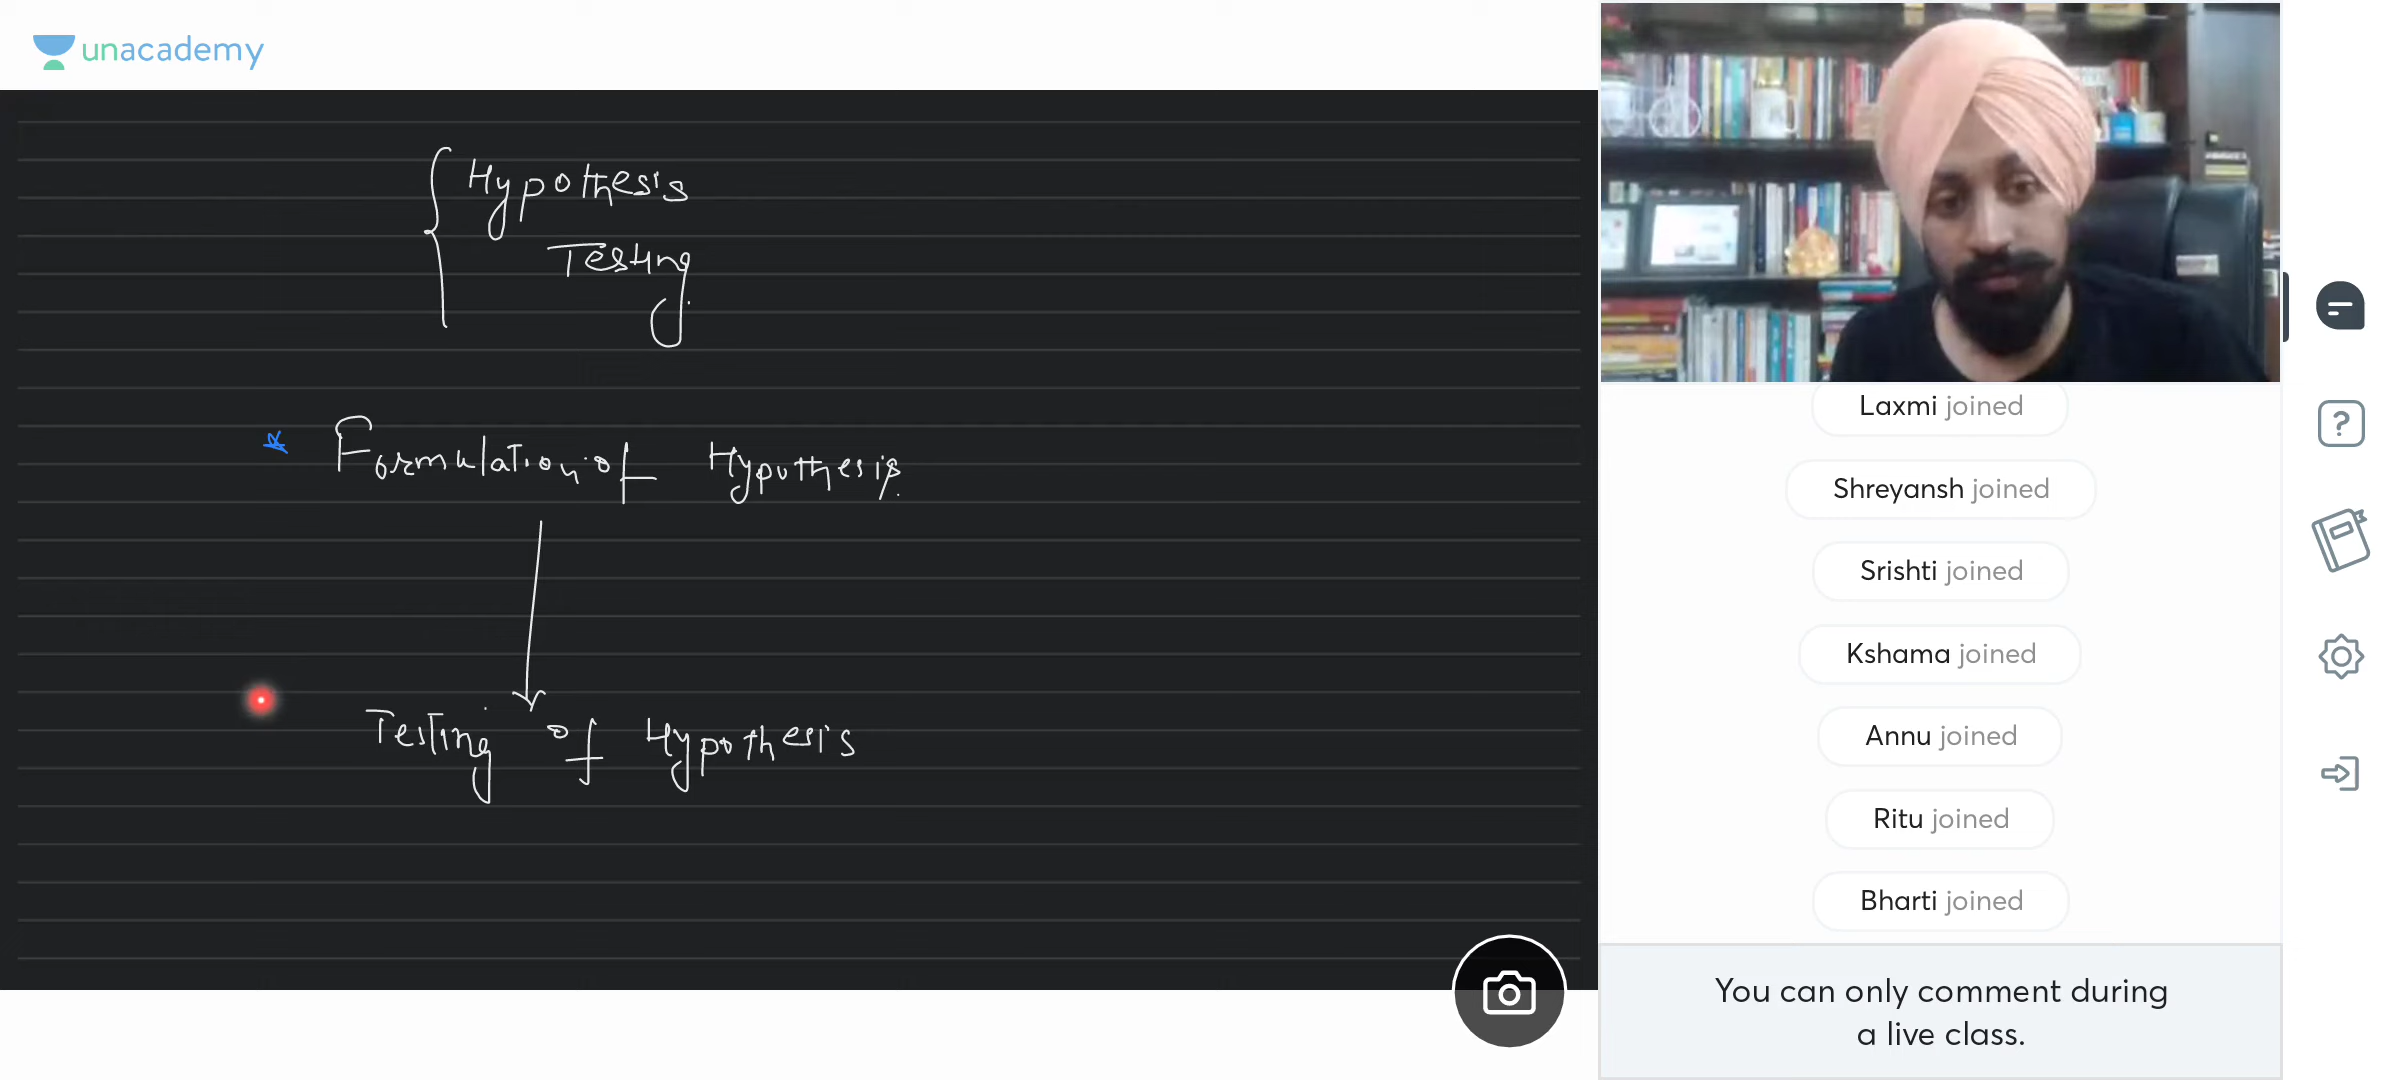 unacademy
Hypothesis
Testing
Formulation of Hypothesis
Testing of Hypothesis
Laxmi joined
Shreyansh joined
Srishti joined
Kshama joined
Annu joined
Ritu joined
Bharti joined
You can only comment during
a live class.